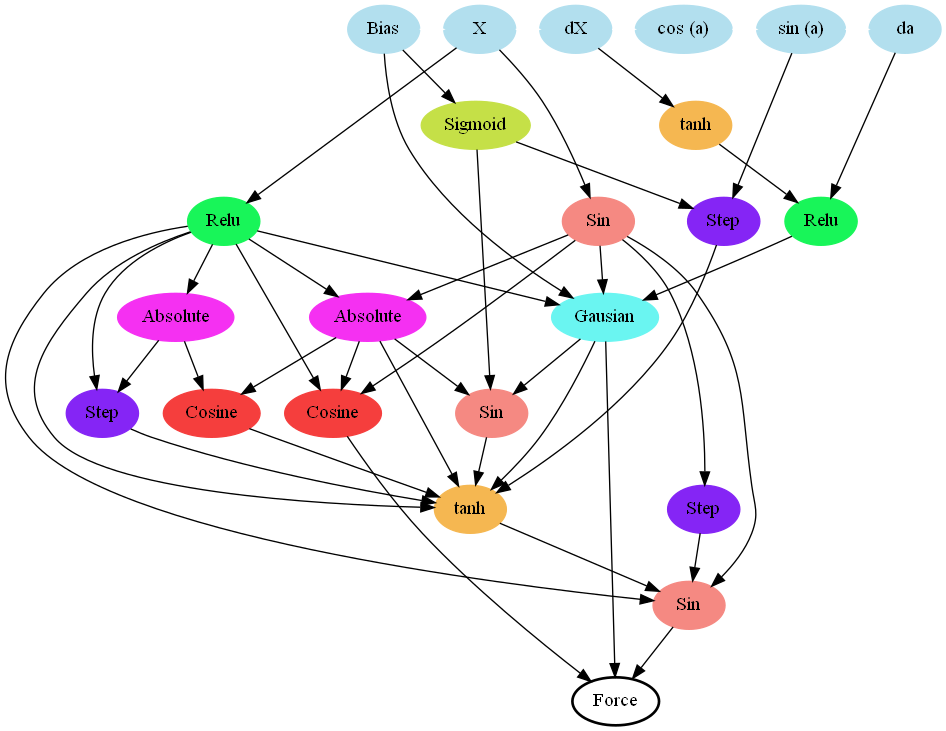 Bias
X
dX
cos (a)
sin (a)
da
Sigmoid
tanh
Relu
Sin
Step
Relu
Absolute
Absolute
Gausian
Step
Cosine
Cosine
Sin
tanh
Step
Sin
Force